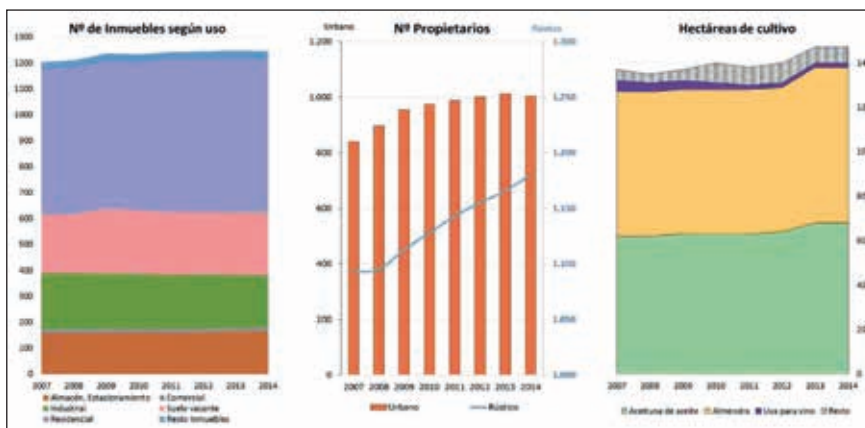 Nº de Inmuebles según uso
1300
1200
1100
1000
900
800
700
600
500
400
300
200
100
0
2007 2008 2009 2010 2011 2012 2013 2014
Almacén, Estacionamiento
Comercial
Industrial
Suelo vacante
Residencial
Resto Inmuebles
Urbano
Nº Propietarios
Rústico
1.200
1.000
800
600
400
200
0
1.300
1.250
1.200
1.150
1.100
1.050
1.000
2007 2008 2009 2010 2011 2012 2013 2014
Urbano
Rústico
Hectáreas de cultivo
2007 2008 2009 2010 2011 2012 2013 2014
Aceituna de aceite
Almendra
Uva para vino
Resto